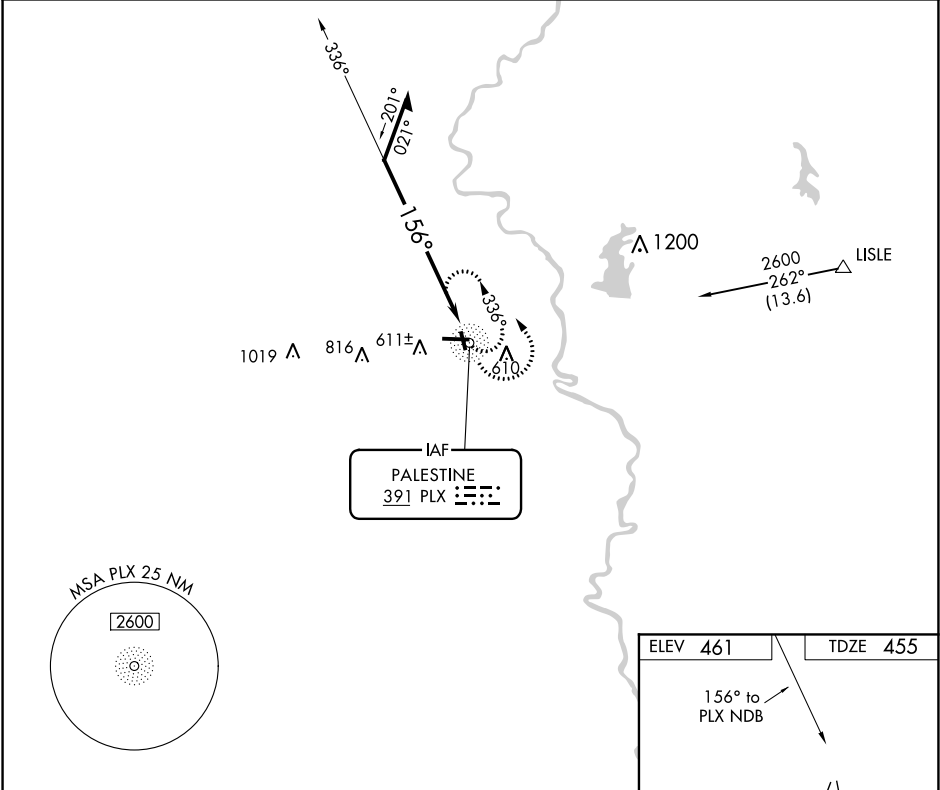 336°
201°
021°
156°
1200
LISLE
2600
262°
(13.6)
336°
1019
816
611±
610
IAF
PALESTINE
391 PLX
MSA PLX 25 NM
2600
ELEV 461
TDZE 455
156° to
PLX NDB